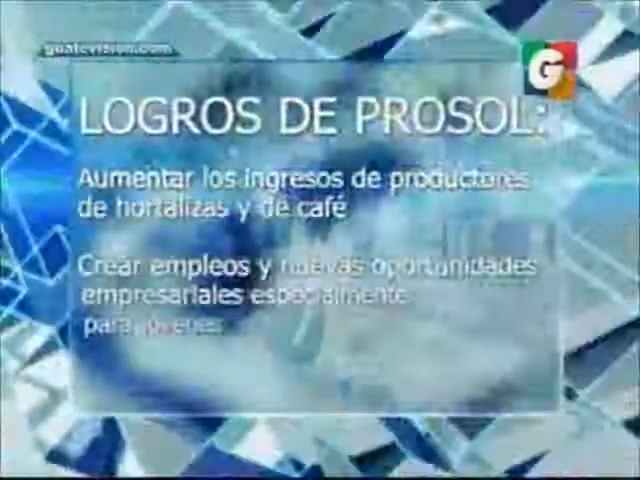 guatevision.com
G
LOGROS DE PROSOL:
Aumentar los ingresos de productores
de hortalizas y de café
Crear empleos y nuevas oportunidades
empresariales especialmente
para jóvenes